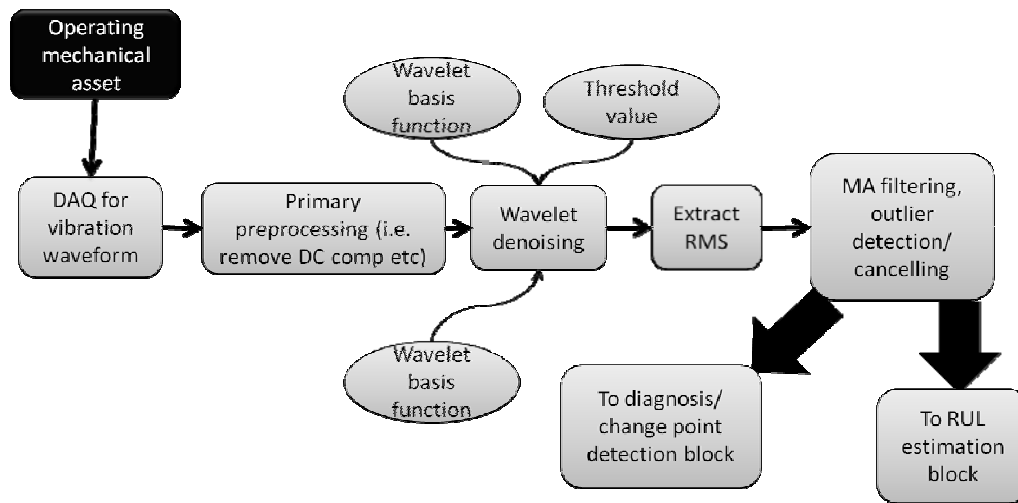 Operating
mechanical
asset
Wavelet
basis
function
Threshold
value
DAQ for
vibration
waveform
Primary
preprocessing (i.e.
remove DC comp etc)
Wavelet
denoising
Extract
RMS
MA filtering,
outlier
detection/
cancelling
Wavelet
basis
function
To diagnosis/
change point
detection block
To RUL
estimation
block